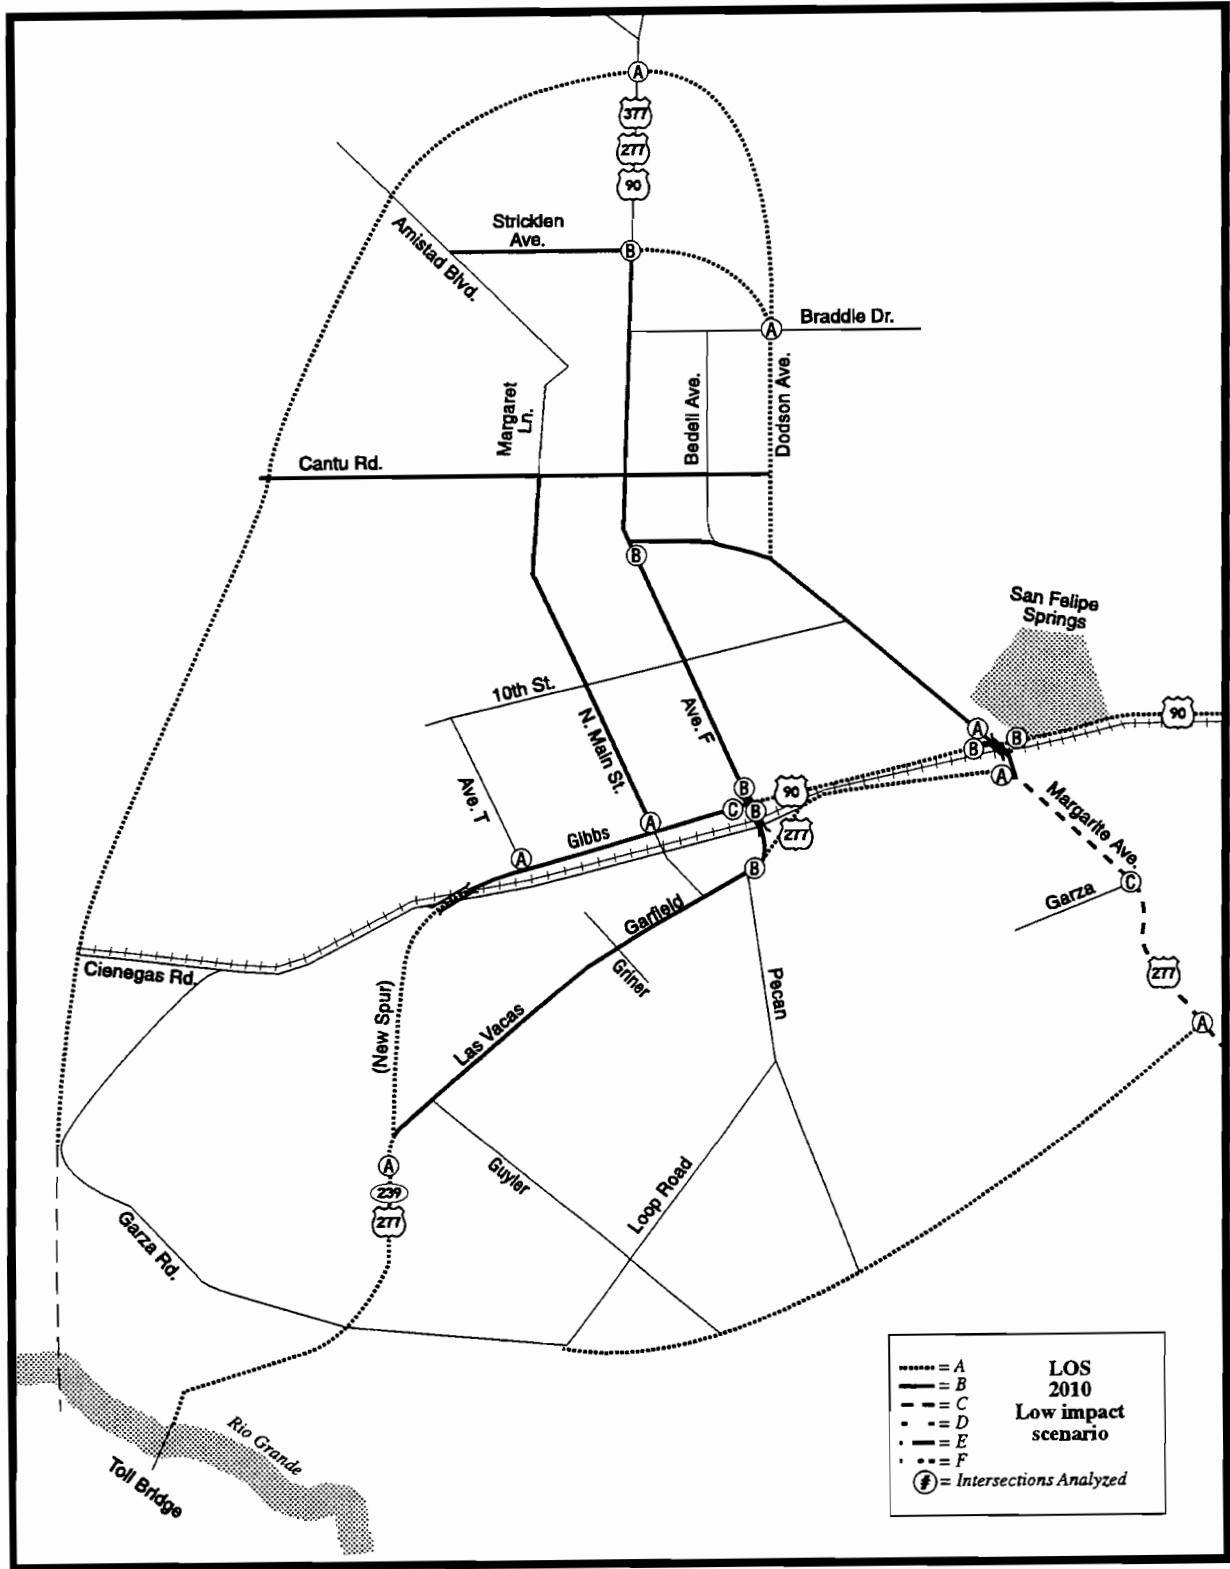 A
377
277
90
Stricklen
Ave.
B
Amistad Blvd.
A
Braddie Dr.
Margaret
Ln.
Bedell Ave.
Dodson Ave.
Cantu Rd.
B
San Felipe
Springs
10th St.
N. Main St.
Ave. F
Ave. T
90
A
B
B
A
B
90
C
B
277
A
Gibbs
A
B
Margarite Ave.
C
Garza
Garfield
Griner
Pecan
277
A
Cienegas Rd.
(New Spur)
Las Vacas
A
239
277
Guyler
Loop Road
Garza Rd.
Rio Grande
Toll Bridge
= A
= B
= C
= D
= E
= F
LOS
2010
Low impact
scenario
# = Intersections Analyzed